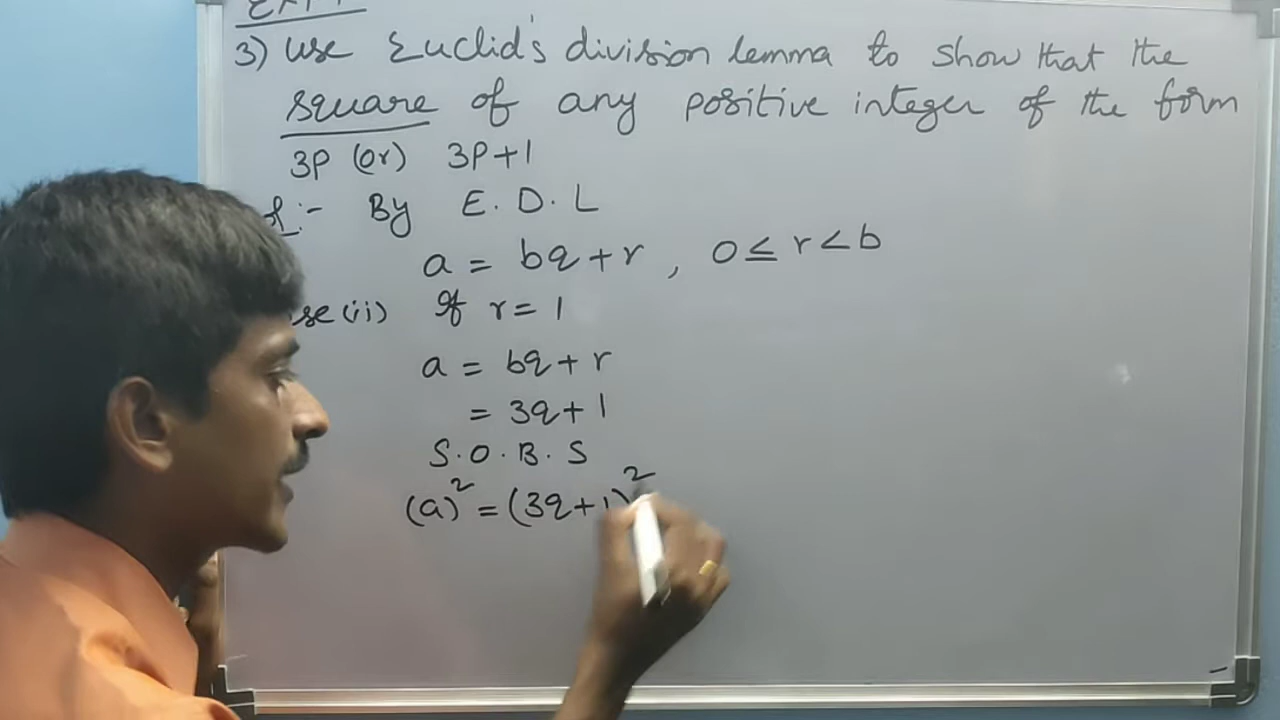 3) Use Euclid's division lemma to show that the
square of any positive integer of the form
3P (or) 3P+1
:- By E.D.L
a = bq+r , 0≤r<b
se(ii) If r=1
a = bq+r
= 3q+1
S.O.B.S
(a)² = (3q+1)²